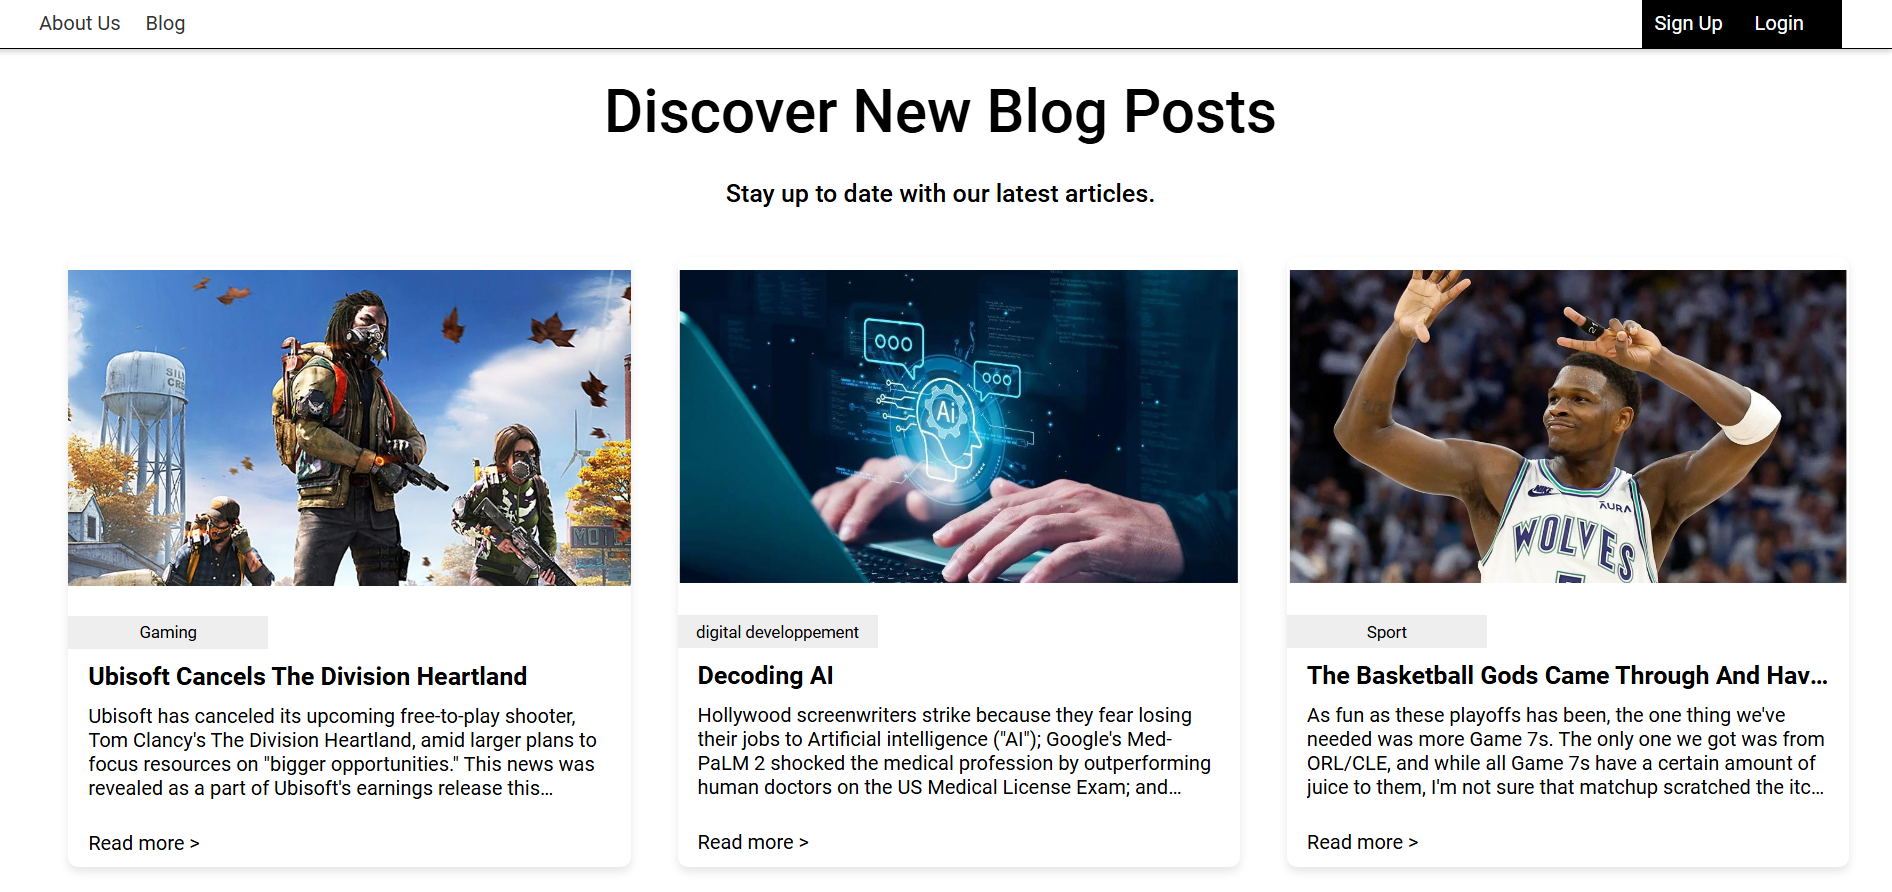 About Us Blog Sign Up Login
Discover New Blog Posts
Stay up to date with our latest articles.
SIL
CRE
MOTE
Gaming
Ubisoft Cancels The Division Heartland
Ubisoft has canceled its upcoming free-to-play shooter,
Tom Clancy's The Division Heartland, amid larger plans to
focus resources on "bigger opportunities." This news was
revealed as a part of Ubisoft's earnings release this…
Read more >
Ai
digital developpement
Decoding AI
Hollywood screenwriters strike because they fear losing
their jobs to Artificial intelligence ("AI"); Google's Med-
PaLM 2 shocked the medical profession by outperforming
human doctors on the US Medical License Exam; and…
Read more >
NIKE
AURA
WOLVES
Sport
The Basketball Gods Came Through And Hav…
As fun as these playoffs has been, the one thing we've
needed was more Game 7s. The only one we got was from
ORL/CLE, and while all Game 7s have a certain amount of
juice to them, I'm not sure that matchup scratched the itc…
Read more >